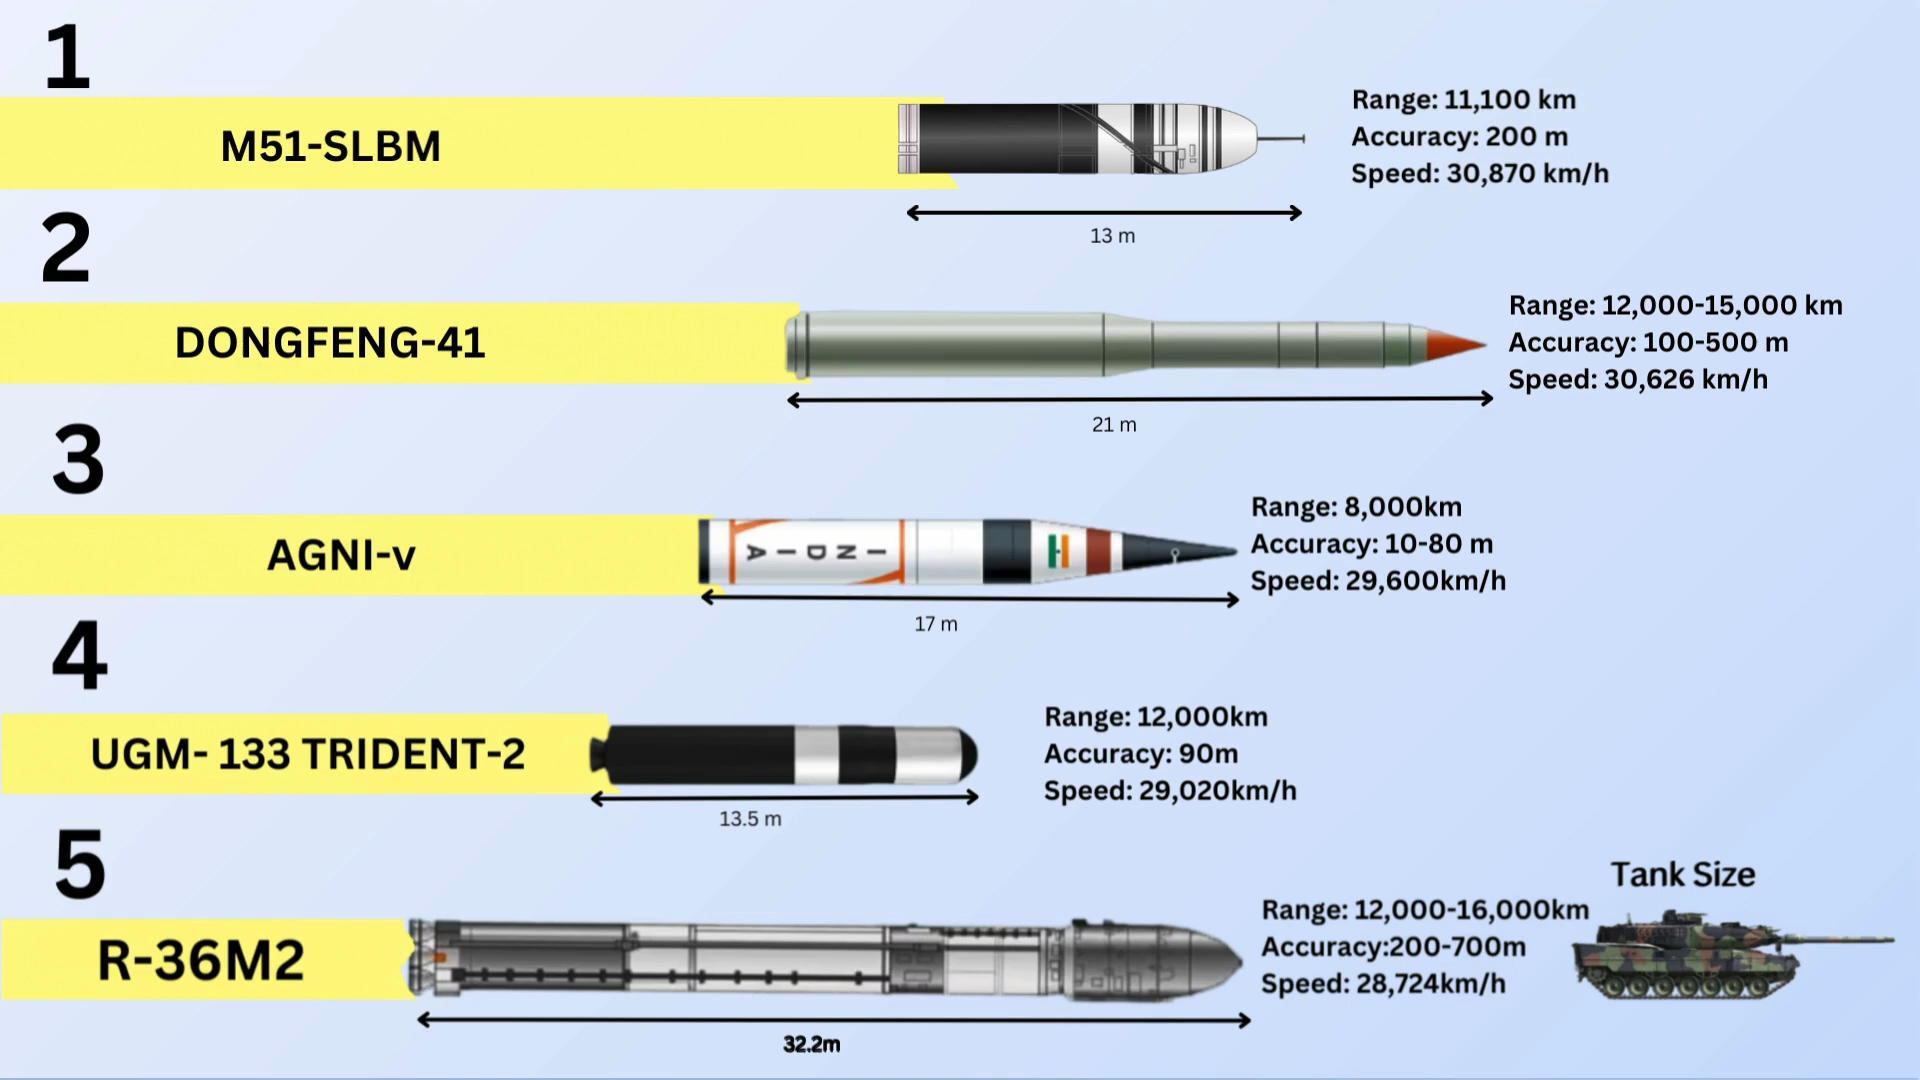 1
M51-SLBM
Range: 11,100 km
Accuracy: 200 m
Speed: 30,870 km/h
13 m
2
DONGFENG-41
Range: 12,000-15,000 km
Accuracy: 100-500 m
Speed: 30,626 km/h
21 m
3
AGNI-v
INDIA
Range: 8,000km
Accuracy: 10-80 m
Speed: 29,600km/h
17 m
4
UGM- 133 TRIDENT-2
Range: 12,000km
Accuracy: 90m
Speed: 29,020km/h
13.5 m
5
R-36M2
Range: 12,000-16,000km
Accuracy:200-700m
Speed: 28,724km/h
32.2m
Tank Size